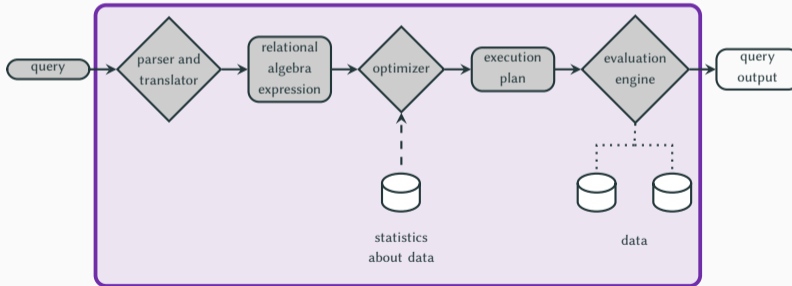 query
parser and
translator
relational
algebra
expression
optimizer
execution
plan
evaluation
engine
query
output
statistics
about data
data